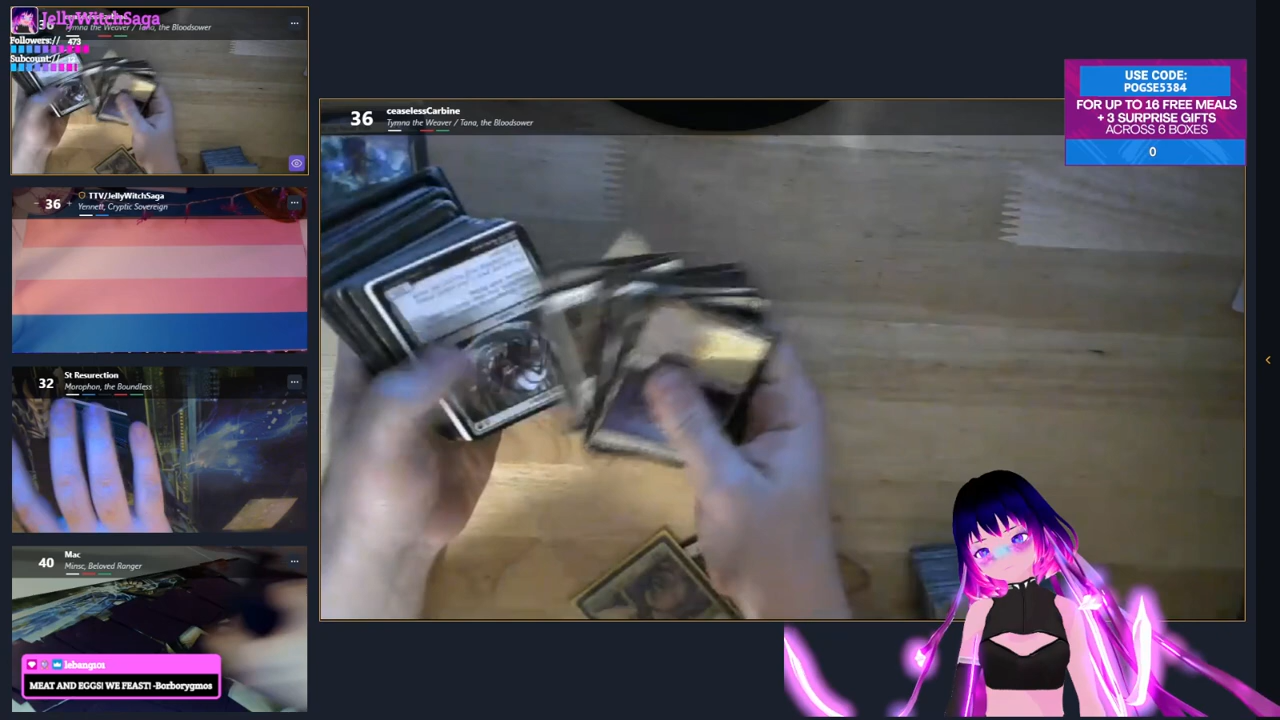 JellyWitchSaga
36
Tymna the Weaver / Tana, the Bloodsower
Followers:// 473
Subcount://
36
TTV/JellyWitchSaga
Yennett, Cryptic Sovereign
32
St Resurection
Morophon, the Boundless
40
Mac
Minsc, Beloved Ranger
lebang101
MEAT AND EGGS! WE FEAST! -Borborygmos
36
ceaselessCarbine
Tymna the Weaver / Tana, the Bloodsower
USE CODE:
POGSE5384
FOR UP TO 16 FREE MEALS
+ 3 SURPRISE GIFTS
ACROSS 6 BOXES
0